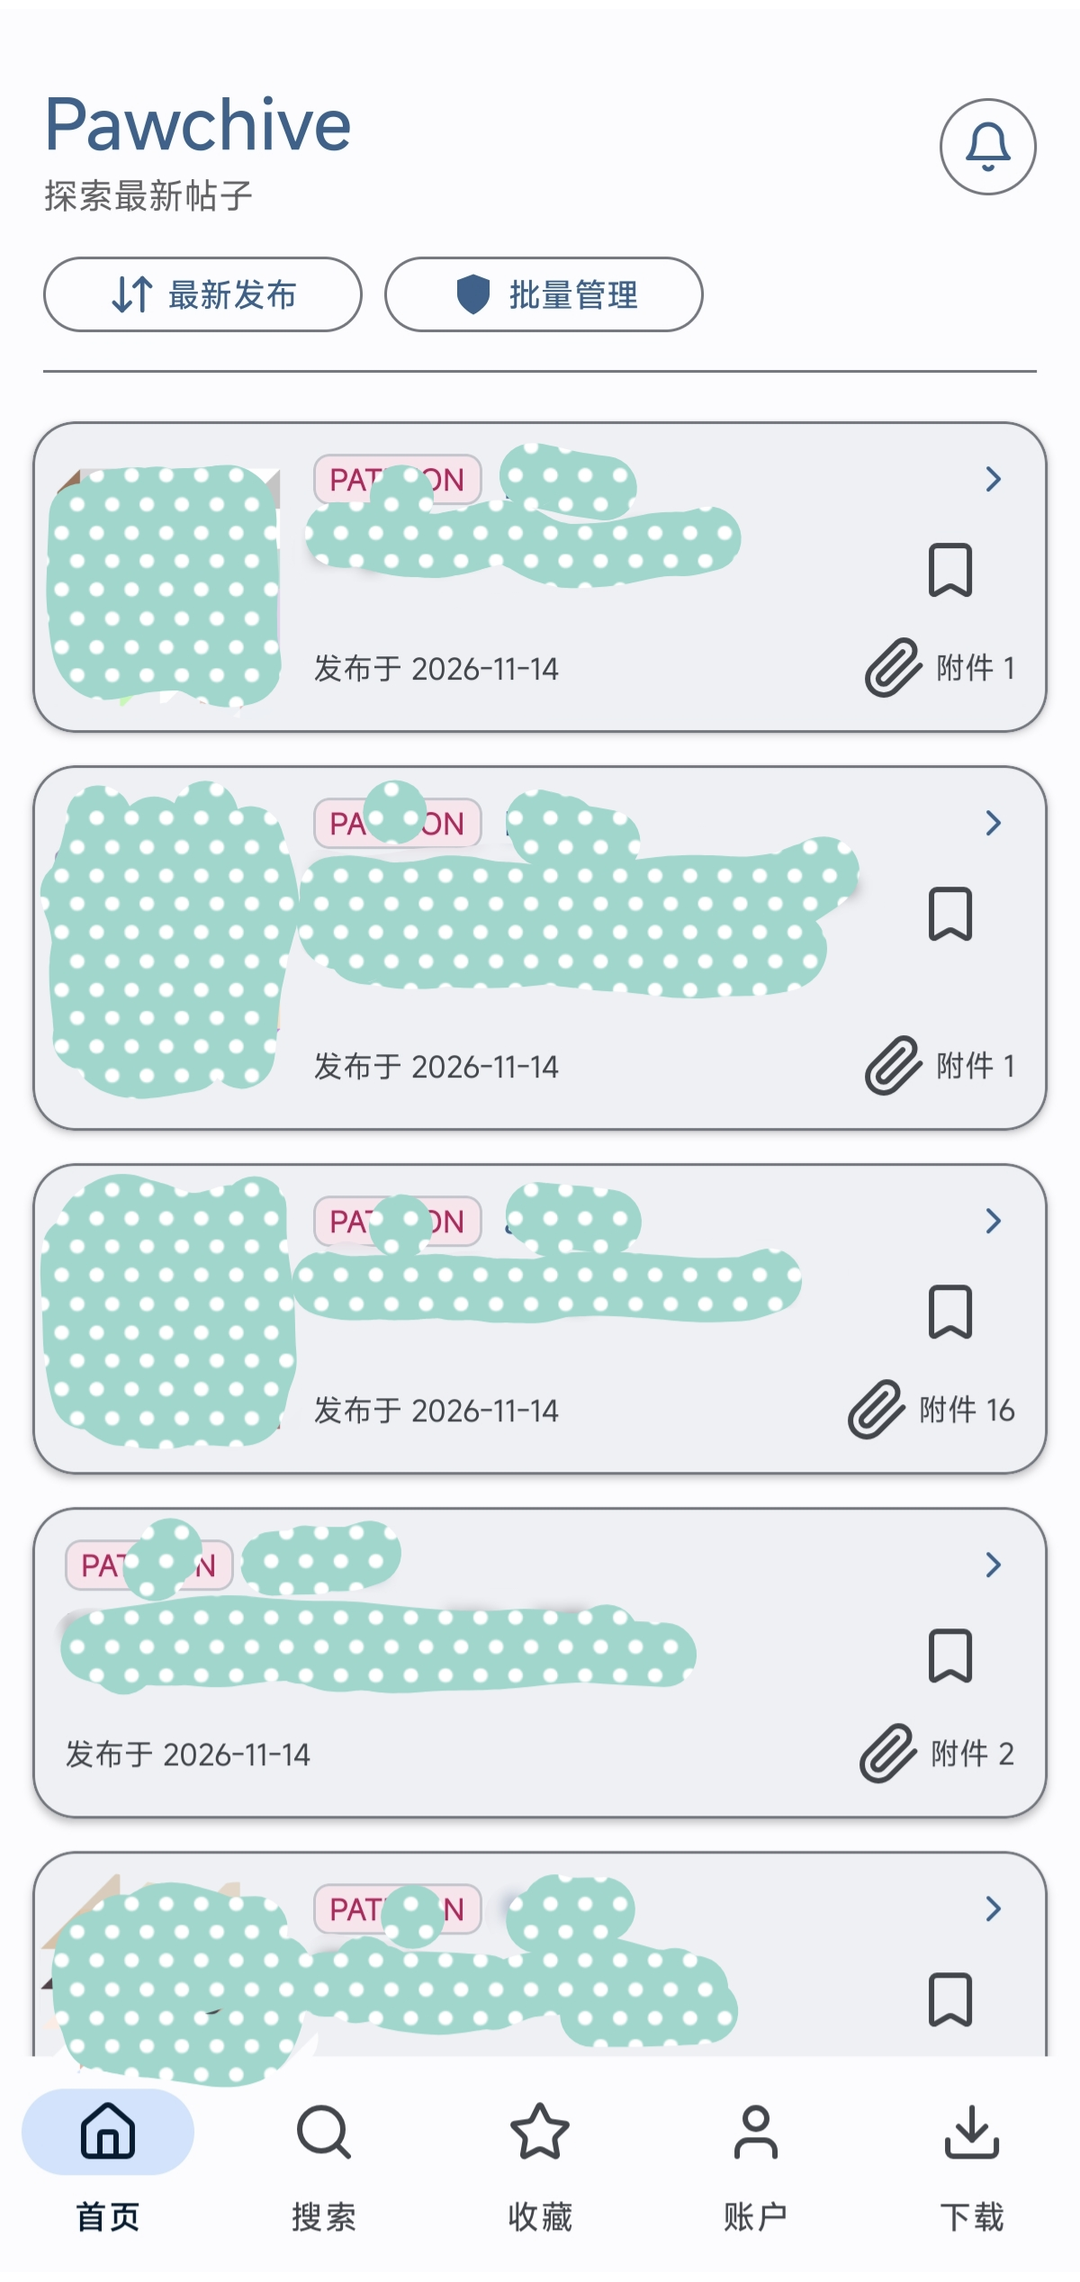 Pawchive
探索最新帖子
最新发布 批量管理
发布于 2026-11-14
附件 1
发布于 2026-11-14
附件 1
发布于 2026-11-14
附件 16
发布于 2026-11-14
附件 2
首页 搜索 收藏 账户 下载